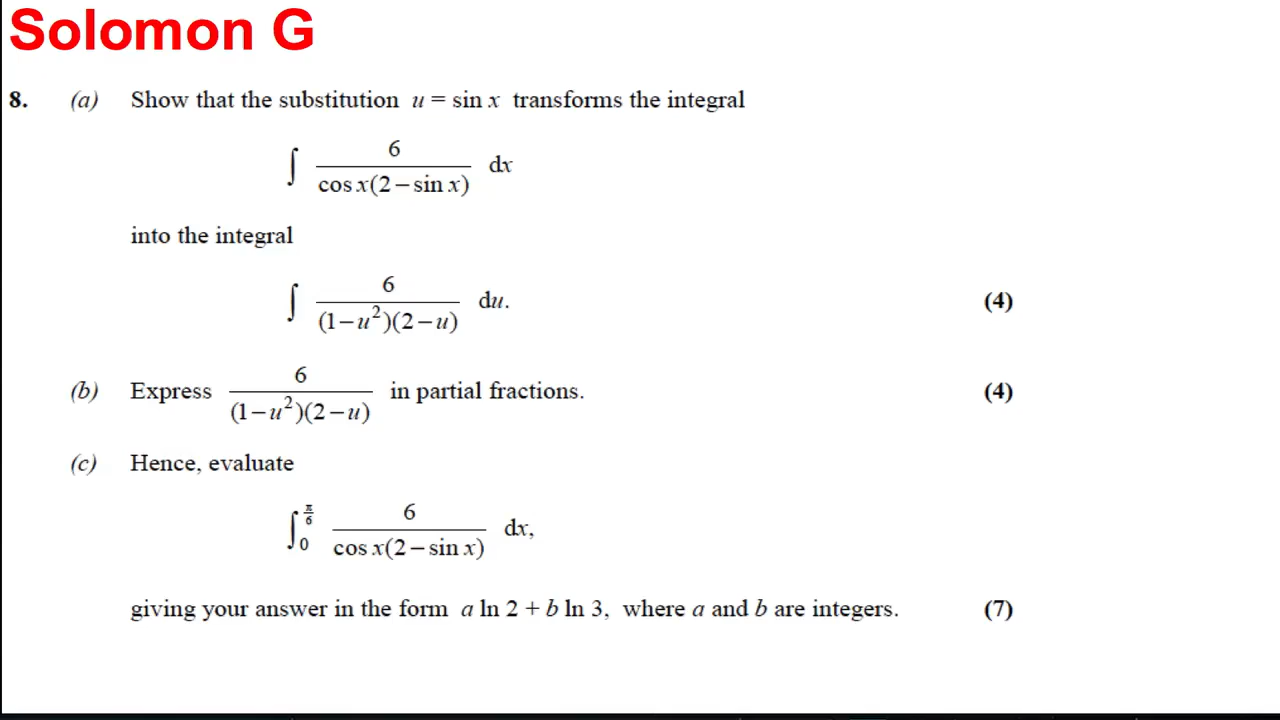 Solomon G
8. (a) Show that the substitution u = sin x transforms the integral
∫ 6 / cos x(2 – sin x) dx
into the integral
∫ 6 / (1 – u²)(2 – u) du. (4)
(b) Express 6 / (1 – u²)(2 – u) in partial fractions. (4)
(c) Hence, evaluate
∫₀^(π/6) 6 / cos x(2 – sin x) dx,
giving your answer in the form a ln 2 + b ln 3, where a and b are integers. (7)